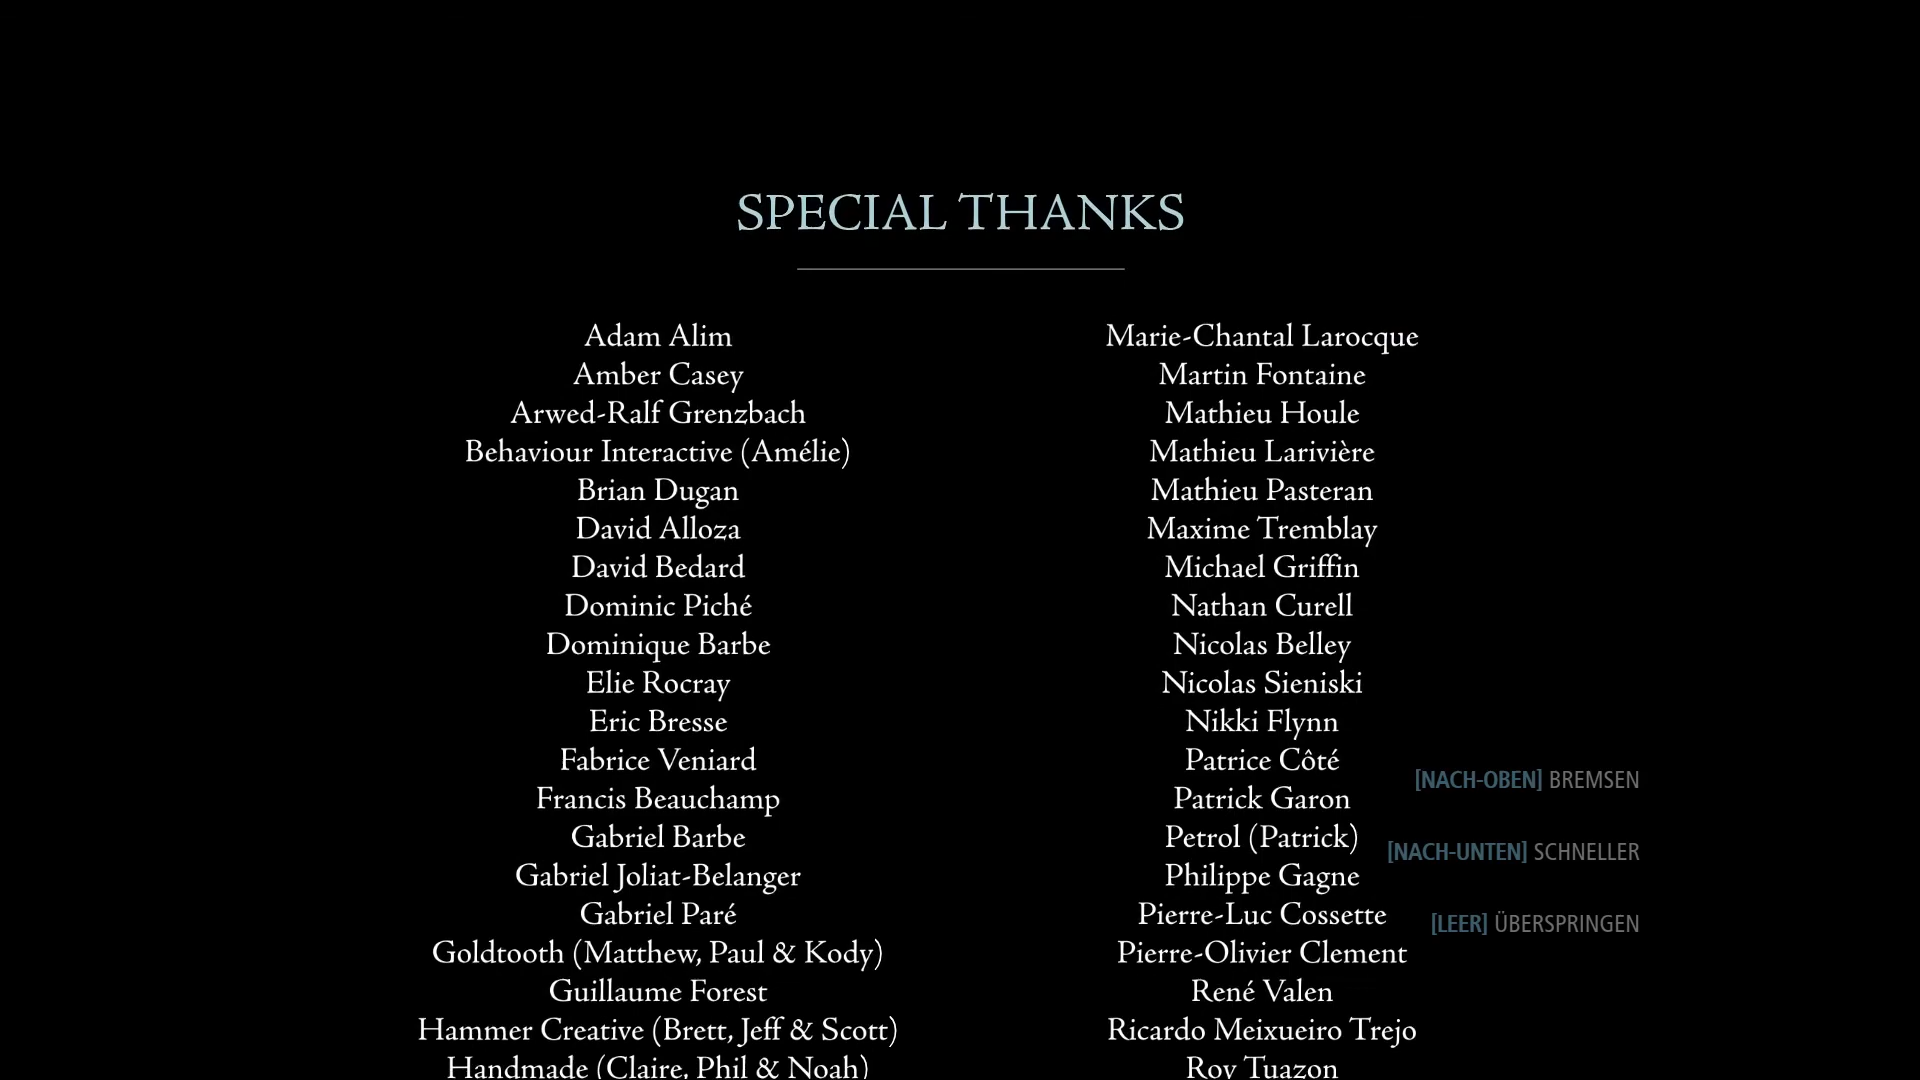 SPECIAL THANKS
Adam Alim
Amber Casey
Arwed-Ralf Grenzbach
Behaviour Interactive (Amélie)
Brian Dugan
David Alloza
David Bedard
Dominic Piché
Dominique Barbe
Elie Rocray
Eric Bresse
Fabrice Veniard
Francis Beauchamp
Gabriel Barbe
Gabriel Joliat-Belanger
Gabriel Paré
Goldtooth (Matthew, Paul & Kody)
Guillaume Forest
Hammer Creative (Brett, Jeff & Scott)
Handmade (Claire, Phil & Noah)
Marie-Chantal Larocque
Martin Fontaine
Mathieu Houle
Mathieu Larivière
Mathieu Pasteran
Maxime Tremblay
Michael Griffin
Nathan Curell
Nicolas Belley
Nicolas Sieniski
Nikki Flynn
Patrice Côté
Patrick Garon
Petrol (Patrick)
Philippe Gagne
Pierre-Luc Cossette
Pierre-Olivier Clement
René Valen
Ricardo Meixueiro Trejo
Roy Tuazon
[NACH-OBEN] BREMSEN
[NACH-UNTEN] SCHNELLER
[LEER] ÜBERSPRINGEN